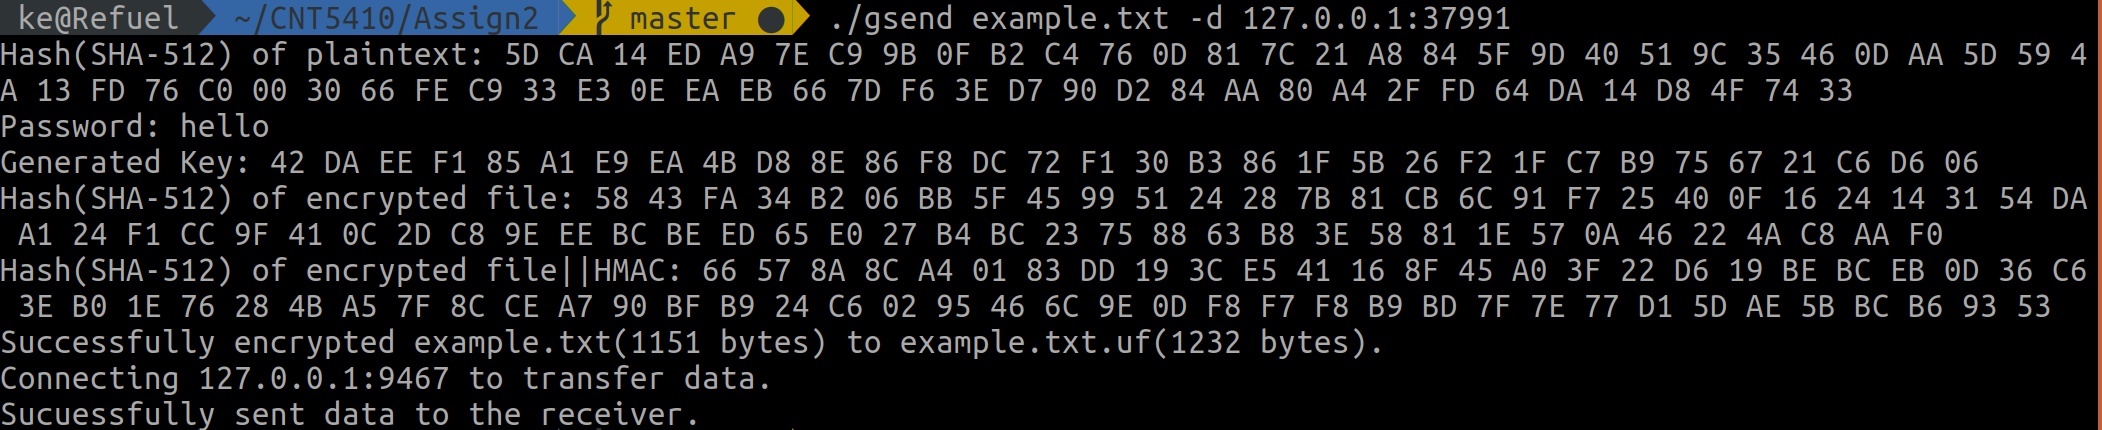 ke@Refuel ~/CNT5410/Assign2 master ● ./gsend example.txt -d 127.0.0.1:37991
Hash(SHA-512) of plaintext: 5D CA 14 ED A9 7E C9 9B 0F B2 C4 76 0D 81 7C 21 A8 84 5F 9D 40 51 9C 35 46 0D AA 5D 59 4
A 13 FD 76 C0 00 30 66 FE C9 33 E3 0E EA EB 66 7D F6 3E D7 90 D2 84 AA 80 A4 2F FD 64 DA 14 D8 4F 74 33
Password: hello
Generated Key: 42 DA EE F1 85 A1 E9 EA 4B D8 8E 86 F8 DC 72 F1 30 B3 86 1F 5B 26 F2 1F C7 B9 75 67 21 C6 D6 06
Hash(SHA-512) of encrypted file: 58 43 FA 34 B2 06 BB 5F 45 99 51 24 28 7B 81 CB 6C 91 F7 25 40 0F 16 24 14 31 54 DA
A1 24 F1 CC 9F 41 0C 2D C8 9E EE BC BE ED 65 E0 27 B4 BC 23 75 88 63 B8 3E 58 81 1E 57 0A 46 22 4A C8 AA F0
Hash(SHA-512) of encrypted file||HMAC: 66 57 8A 8C A4 01 83 DD 19 3C E5 41 16 8F 45 A0 3F 22 D6 19 BE BC EB 0D 36 C6
3E B0 1E 76 28 4B A5 7F 8C CE A7 90 BF B9 24 C6 02 95 46 6C 9E 0D F8 F7 F8 B9 BD 7F 7E 77 D1 5D AE 5B BC B6 93 53
Successfully encrypted example.txt(1151 bytes) to example.txt.uf(1232 bytes).
Connecting 127.0.0.1:9467 to transfer data.
Sucuessfully sent data to the receiver.